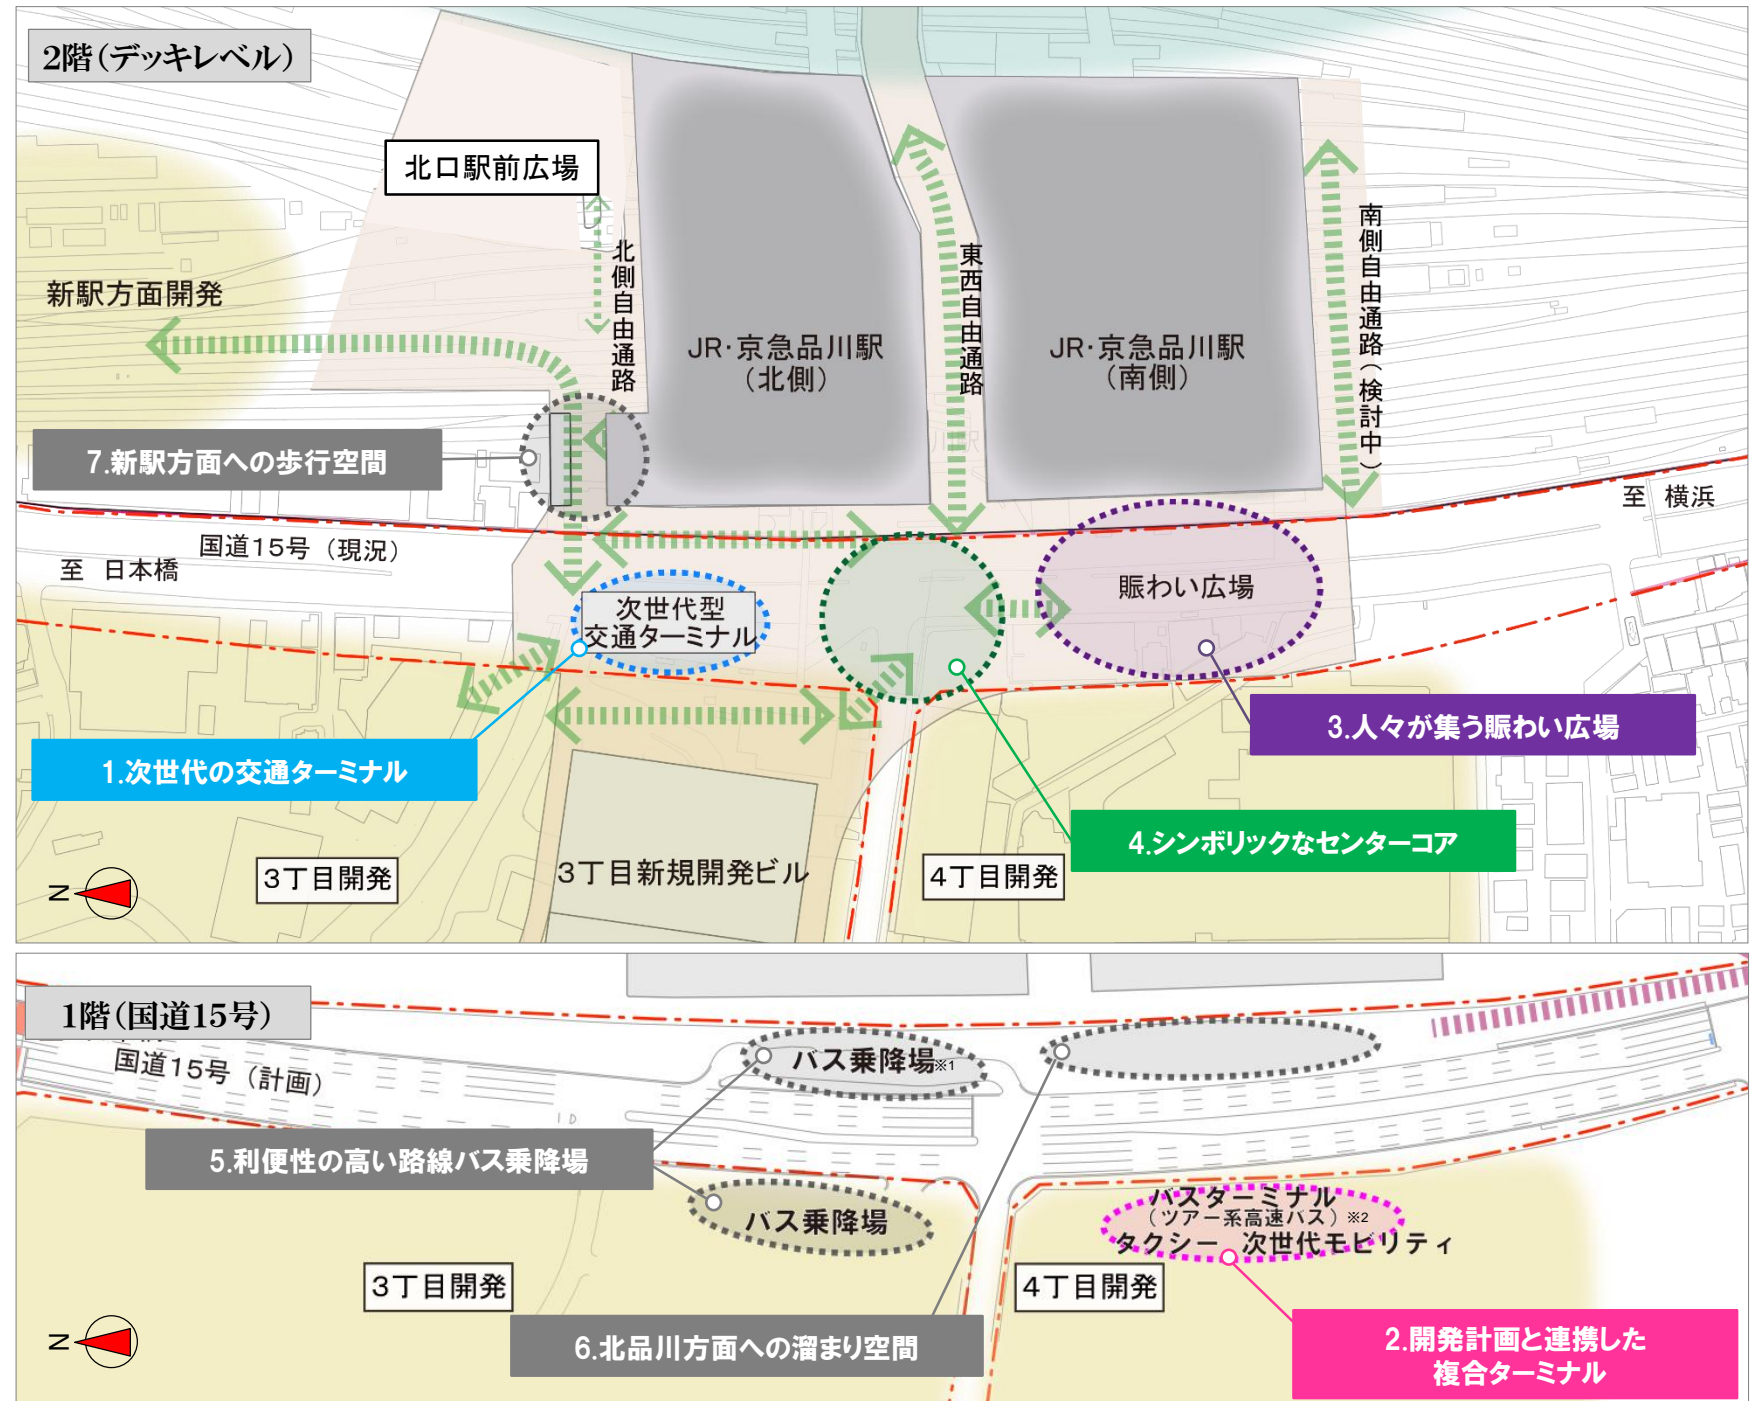 2階(デッキレベル)
北口駅前広場
新駅方面開発
北側自由通路
JR・京急品川駅
(北側)
東西自由通路
JR・京急品川駅
(南側)
南側自由通路(検討中)
7.新駅方面への歩行空間
国道15号 (現況)
至 日本橋
至 横浜
次世代型
交通ターミナル
賑わい広場
1.次世代の交通ターミナル
3.人々が集う賑わい広場
4.シンボリックなセンターコア
3丁目開発
3丁目新規開発ビル
4丁目開発
N
1階(国道15号)
国道15号 (計画)
バス乗降場※1
5.利便性の高い路線バス乗降場
バス乗降場
バスターミナル
(ツアー系高速バス) ※2
タクシー 次世代モビリティ
3丁目開発
4丁目開発
6.北品川方面への溜まり空間
2.開発計画と連携した
複合ターミナル
N